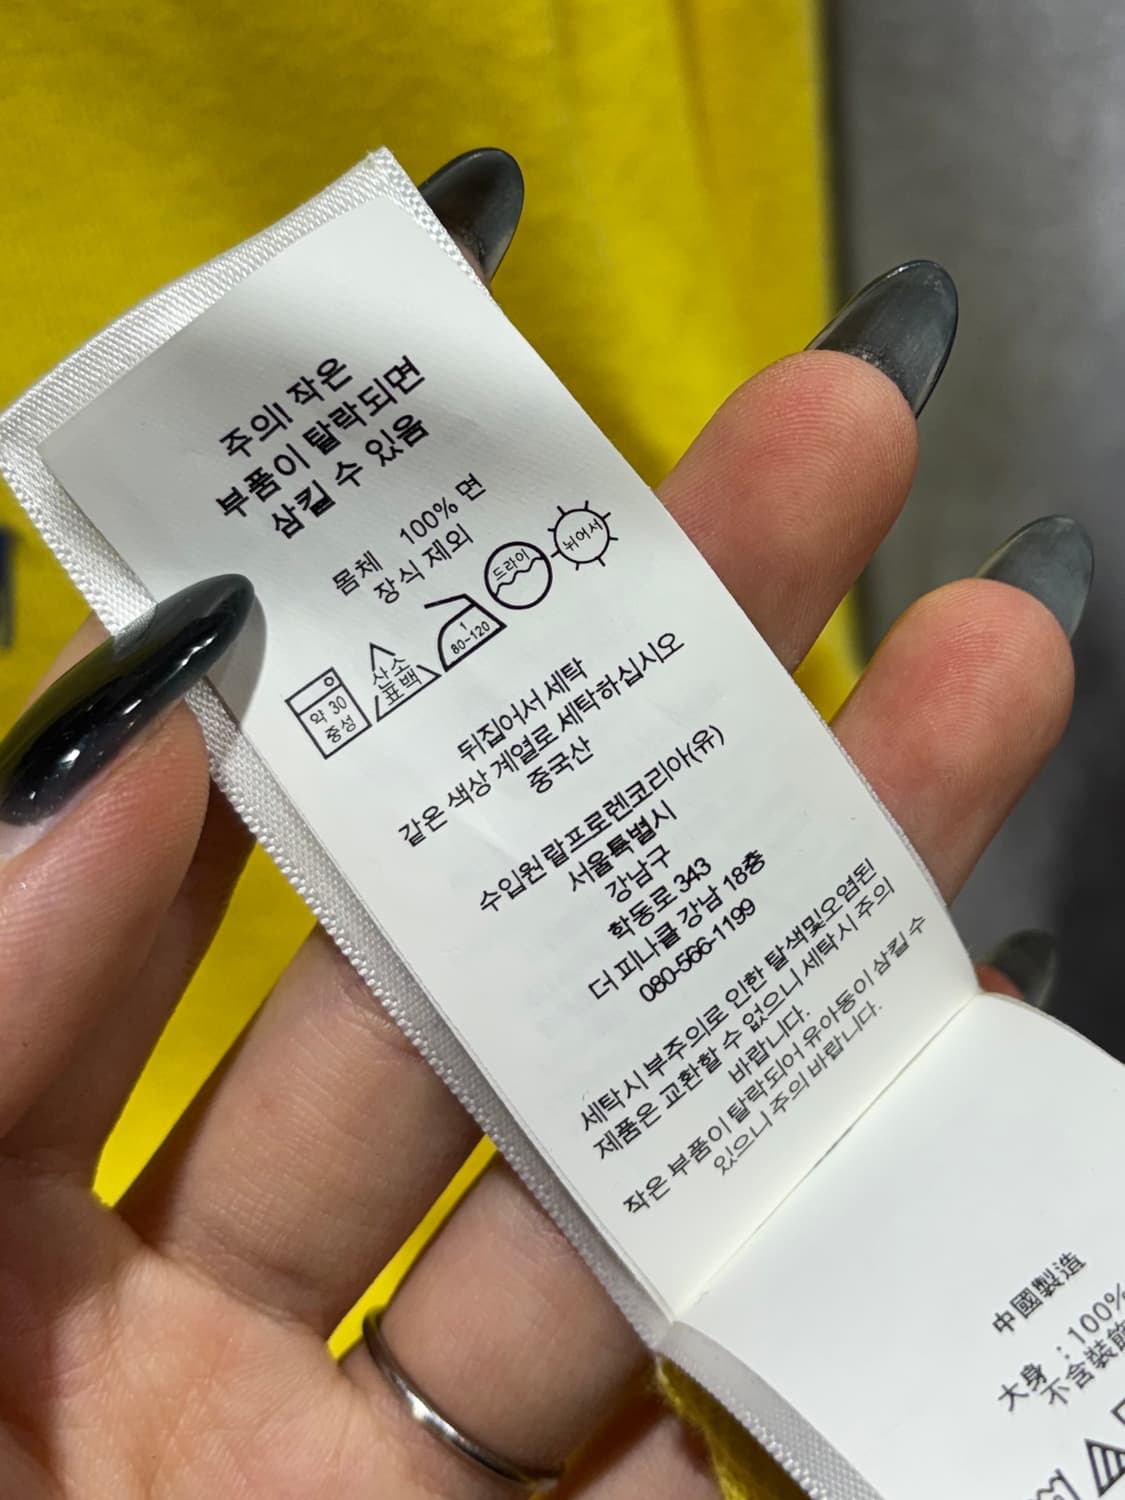 주의! 작은
부품이 탈락되면
삼킬 수 있음
몸체 100% 면
장식 제외
약 30
중성
산소
표백
1
80-120
드라이
뉘어서
뒤집어서 세탁
같은 색상 계열로 세탁하십시오
중국산
수입원 랄프로렌코리아(유)
서울특별시
강남구
학동로 343
더 피나클 강남 18층
080-566-1199
세탁시 부주의로 인한 탈색및오염된
제품은 교환할 수 없으니 세탁시 주의
바랍니다.
작은 부품이 탈락되어 유아동이 삼킬 수
있으니 주의 바랍니다.
中國製造
大身 :100%
不含裝飾